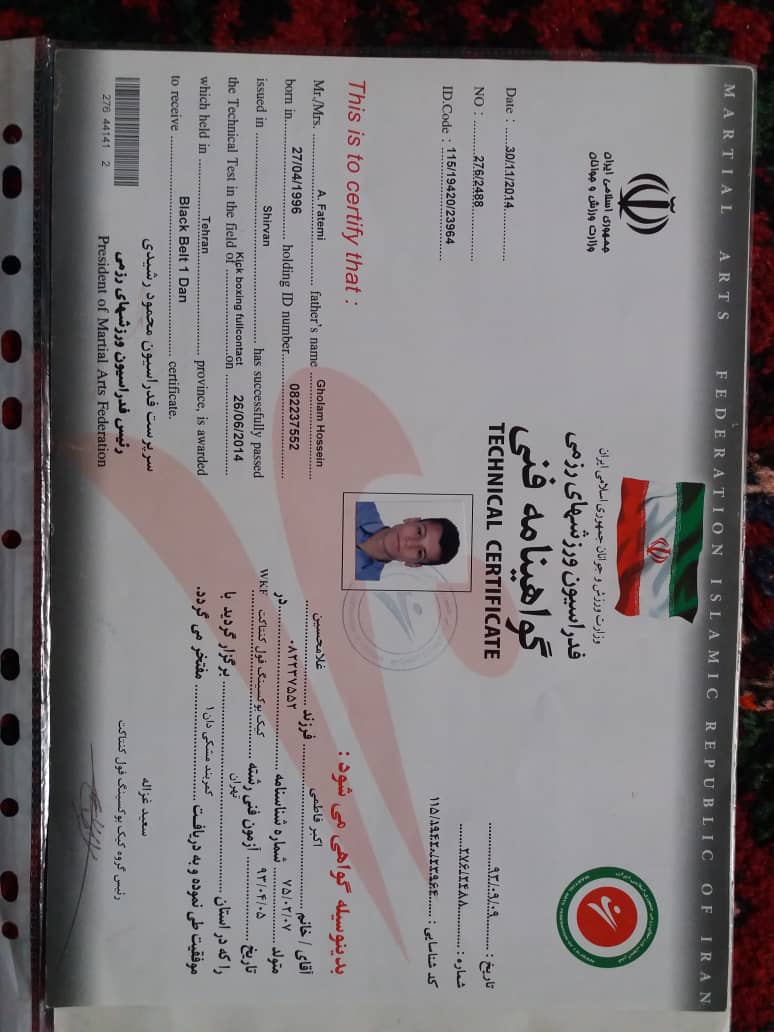 MARTIAL ARTS FEDERATION ISLAMIC REPUBLIC OF IRAN
جمهوری اسلامی ایران
وزارت ورزش و جوانان
وزارت ورزش و جوانان جمهوری اسلامی ایران
فدراسیون ورزشهای رزمی
گواهینامه فنی
TECHNICAL CERTIFICATE
Date : ....30/11/2014
NO : ........276/2488
ID.Code : 115/19420/23964
تاریخ : ........۹۳/۰۹/۰۹
شماره : ........۲۷۶/۲۴۸۸
کد شناسایی : ....۱۱۵/۱۹۴۲۰/۲۳۹۶۴
This is to certify that :
Mr./Mrs. ........ A. Fatemi ........ father's name Gholam Hossein
born in ........ 27/04/1996 ........ holding ID number ........ 082237552
issued in ........ Shirvan ........ has successfully passed
the Technical Test in the field of Kick boxing fullcontact on 26/06/2014
which held in ........ Tehran ........ province, is awarded
to receive ........ Black Belt 1 Dan ........ certificate.
276 44141 2
سرپرست فدراسیون محمود رشیدی
رئیس فدراسیون ورزشهای رزمی
President of Martial Arts Federation
بدینوسیله گواهی می شود :
آقای / خانم ........ اکبر فاطمی ........ فرزند ........ غلامحسین
متولد ۷۵/۰۲/۰۷ شماره شناسنامه ........ ۰۸۲۲۳۷۵۵۲ ........ در
تاریخ ۹۳/۰۴/۰۵ آزمون فنی رشته کیک بوکسینگ فول کنتاکت WKF
را که در استان ........ تهران ........ برگزار گردید با
موفقیت طی نموده و به دریافت ........ کمربند مشکی دان ۱ ........ مفتخر می گردد.
سعید غزاله
رئیس گروه کیک بوکسینگ فول کنتاکت